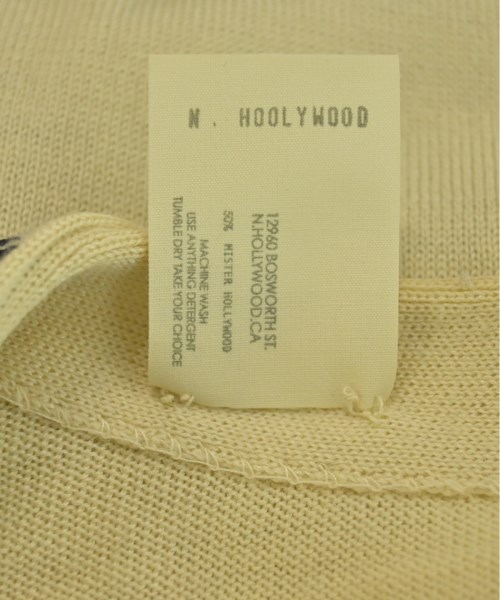 N. HOOLYWOOD
12960 BOSWORTH ST.
N.HOLLYWOOD.CA
50% MISTER HOLLYWOOD
MACHINE WASH
USE ANYTHING DETERGENT
TUMBLE DRY TAKE YOUR CHOICE